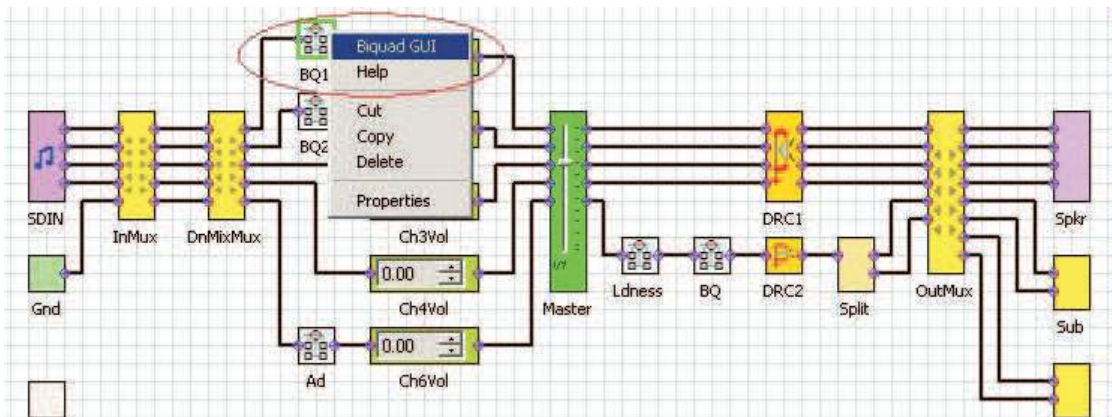 Biquad GUI
Help
Cut
Copy
Delete
Properties
BQ1
BQ2
SDIN
InMux
DnMixMux
Ch3Vol
DRC1
Spkr
Gnd
0.00
Ch4Vol
Master
Ldness
BQ
DRC2
Split
OutMux
Sub
Ad
0.00
Ch6Vol